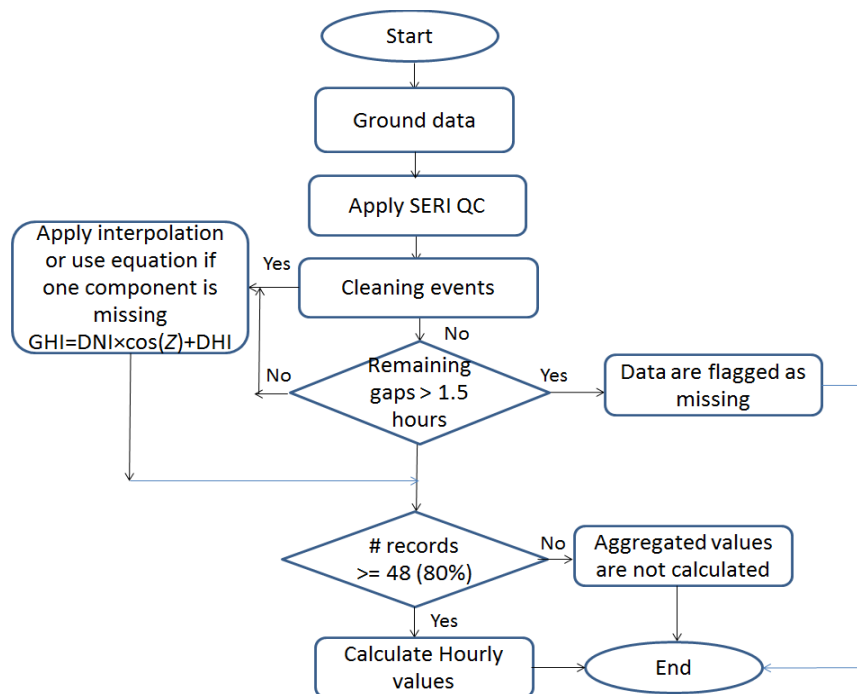 Start
Ground data
Apply SERI QC
Apply interpolation
or use equation if
one component is
missing
GHI=DNI×cos(Z)+DHI
Yes
Cleaning events
No
Remaining
gaps > 1.5
hours
No
Yes
Data are flagged as
missing
# records
>= 48 (80%)
No
Aggregated values
are not calculated
Yes
Calculate Hourly
values
End